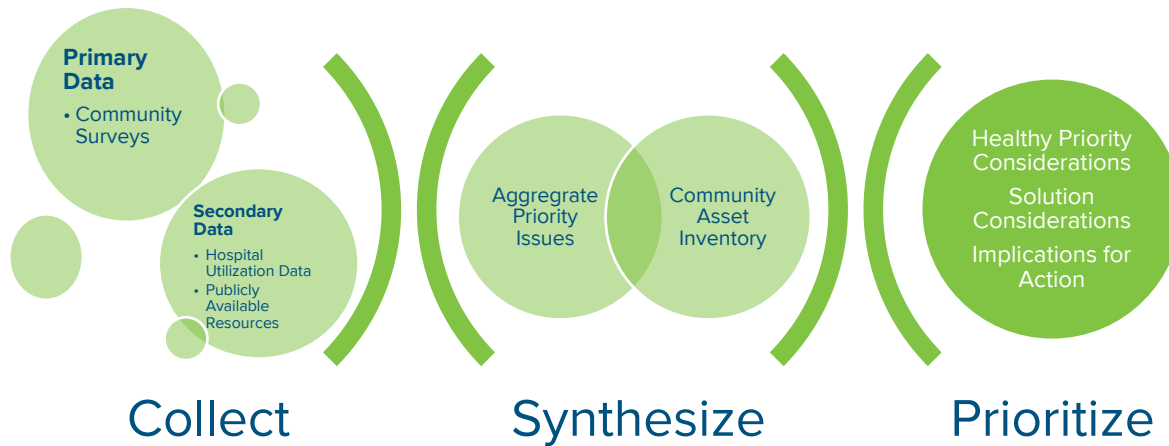 Primary
Data
• Community
Surveys
Secondary
Data
• Hospital
Utilization Data
• Publicly
Available
Resources
Collect
Aggregrate
Priority
Issues
Community
Asset
Inventory
Synthesize
Healthy Priority
Considerations
Solution
Considerations
Implications for
Action
Prioritize